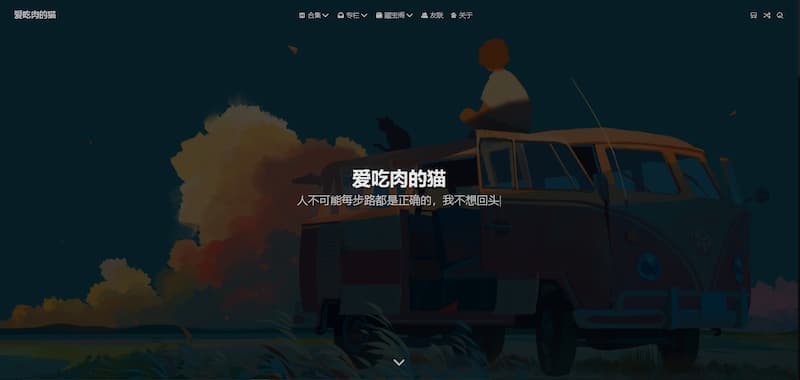 爱吃肉的猫
合集
专栏
藏宝阁
友联
关于
爱吃肉的猫
人不可能每步路都是正确的，我不想回头|